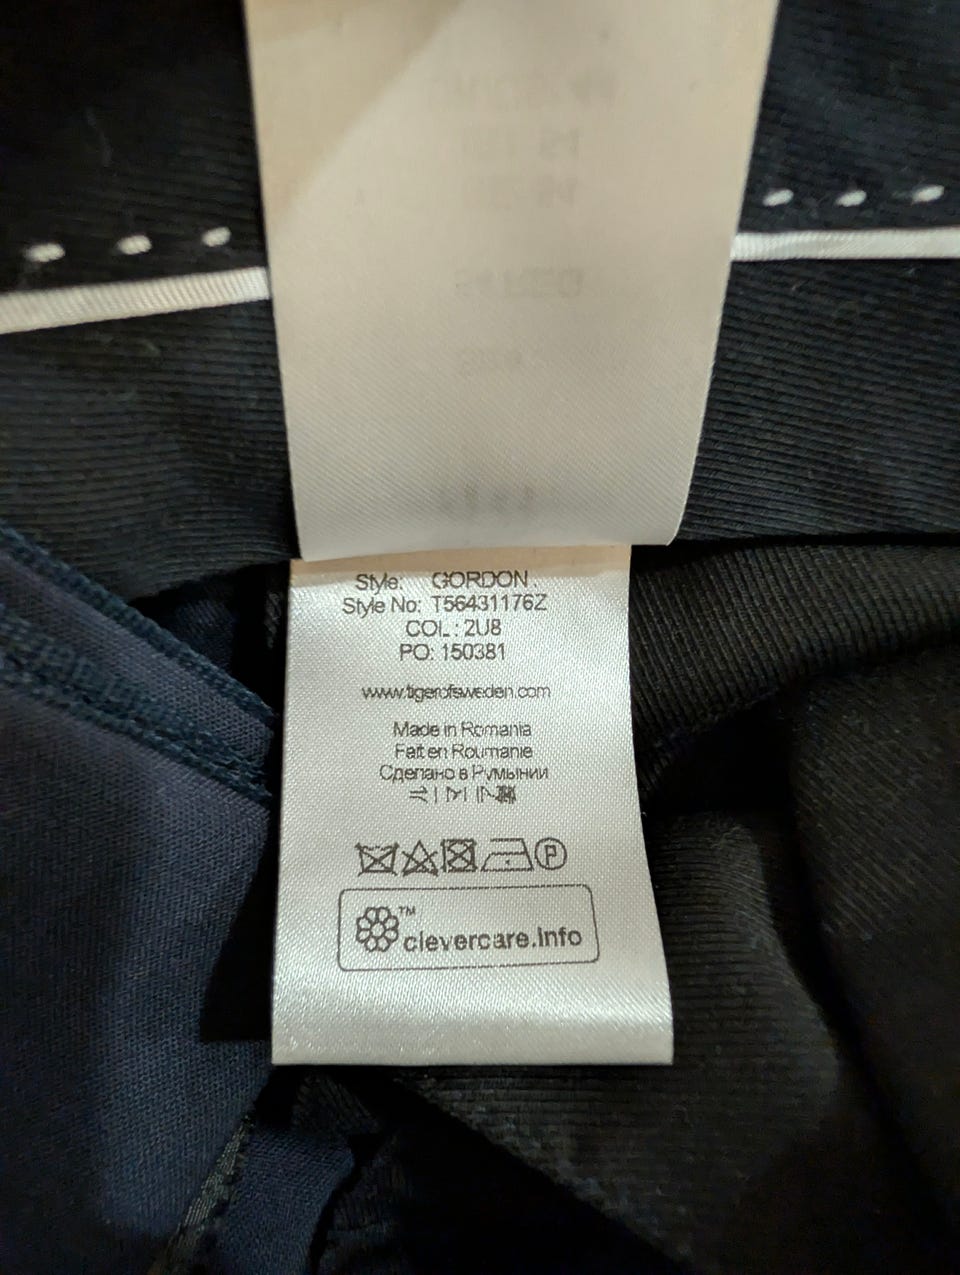 Style: GORDON.
Style No: T56431176Z
COL: 2U8
PO: 150381
www.tigerofsweden.com
Made in Romania
Fait en Roumanie
Сделано в Румынии
P
™
clevercare.info